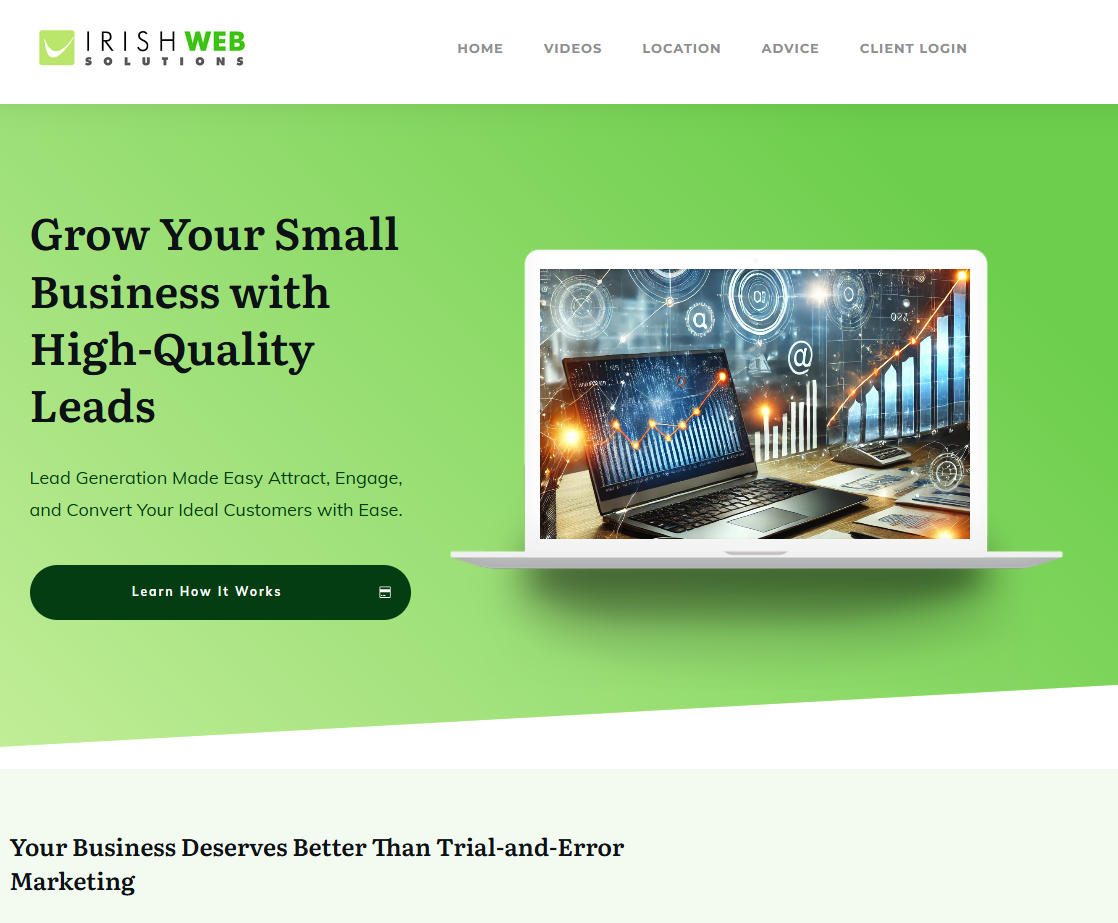 IRISH WEB
SOLUTIONS
HOME VIDEOS LOCATION ADVICE CLIENT LOGIN
Grow Your Small
Business with
High-Quality
Leads
@
@
Lead Generation Made Easy Attract, Engage,
and Convert Your Ideal Customers with Ease.
Learn How It Works
Your Business Deserves Better Than Trial-and-Error
Marketing